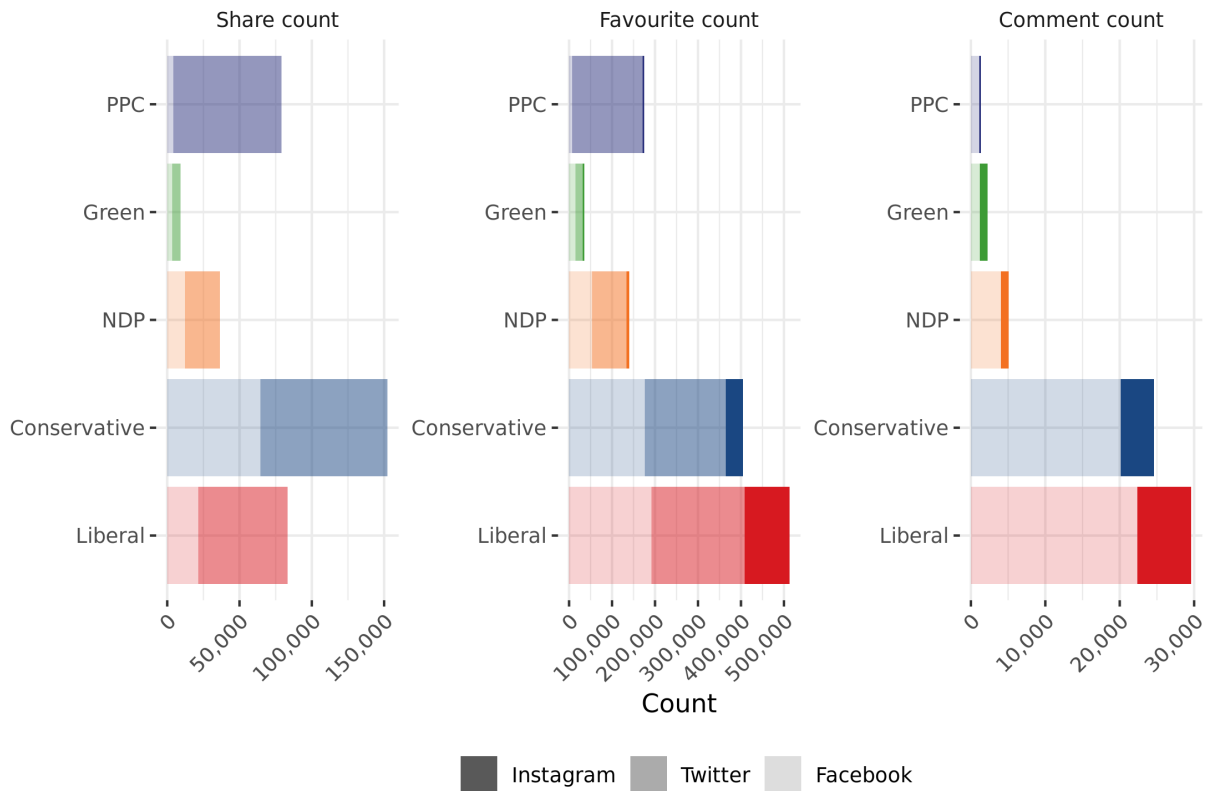 Share count
Favourite count
Comment count
PPC
Green
NDP
Conservative
Liberal
0
50,000
100,000
150,000
PPC
Green
NDP
Conservative
Liberal
0
100,000
200,000
300,000
400,000
500,000
PPC
Green
NDP
Conservative
Liberal
0
10,000
20,000
30,000
Count
Instagram Twitter Facebook